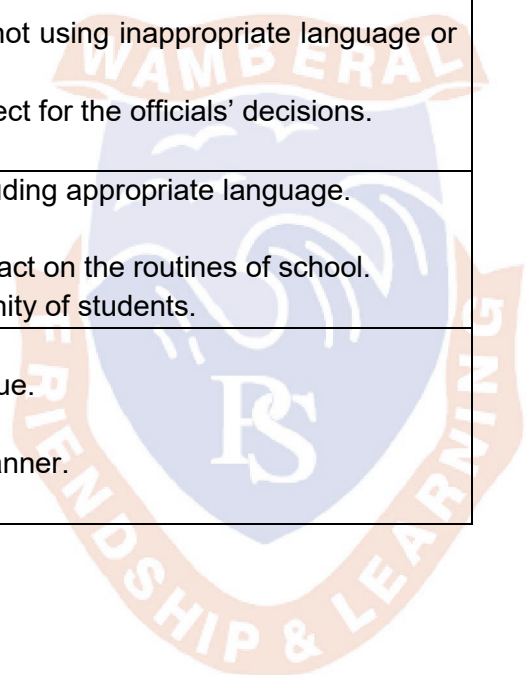 not using inappropriate language or
WAMBERAL
ect for the officials’ decisions.
uding appropriate language.
act on the routines of school.
nity of students.
ue.
PS
anner.
FRIENDSHIP & LEARNING